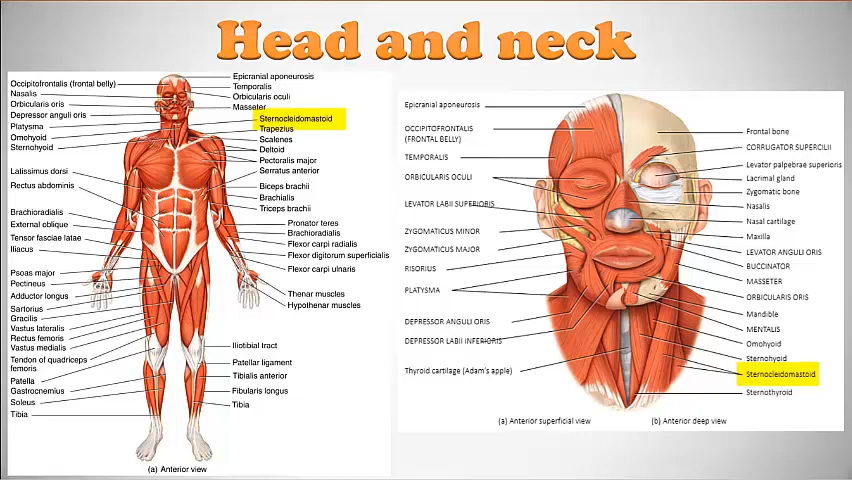 Head and neck
Occipitofrontalis (frontal belly)
Nasalis
Orbicularis oris
Depressor anguli oris
Platysma
Omohyoid
Sternohyoid
Latissimus dorsi
Rectus abdominis
Brachioradialis
External oblique
Tensor fasciae latae
Iliacus
Psoas major
Pectineus
Adductor longus
Sartorius
Gracilis
Vastus lateralis
Rectus femoris
Vastus medialis
Tendon of quadriceps
femoris
Patella
Gastrocnemius
Soleus
Tibia
Epicranial aponeurosis
Temporalis
Orbicularis oculi
Masseter
Sternocleidomastoid
Trapezius
Scalenes
Deltoid
Pectoralis major
Serratus anterior
Biceps brachii
Brachialis
Triceps brachii
Pronator teres
Brachioradialis
Flexor carpi radialis
Flexor digitorum superficialis
Flexor carpi ulnaris
Thenar muscles
Hypothenar muscles
Iliotibial tract
Patellar ligament
Tibialis anterior
Fibularis longus
Tibia
(a) Anterior view
Epicranial aponeurosis
OCCIPITOFRONTALIS
(FRONTAL BELLY)
TEMPORALIS
ORBICULARIS OCULI
LEVATOR LABII SUPERIORIS
ZYGOMATICUS MINOR
ZYGOMATICUS MAJOR
RISORIUS
PLATYSMA
DEPRESSOR ANGULI ORIS
DEPRESSOR LABII INFERIORIS
Thyroid cartilage (Adam's apple)
Frontal bone
CORRUGATOR SUPERCILII
Levator palpebrae superioris
Lacrimal gland
Zygomatic bone
Nasalis
Nasal cartilage
Maxilla
LEVATOR ANGULI ORIS
BUCCINATOR
MASSETER
ORBICULARIS ORIS
Mandible
MENTALIS
Omohyoid
Sternohyoid
Sternocleidomastoid
Sternothyroid
(a) Anterior superficial view
(b) Anterior deep view